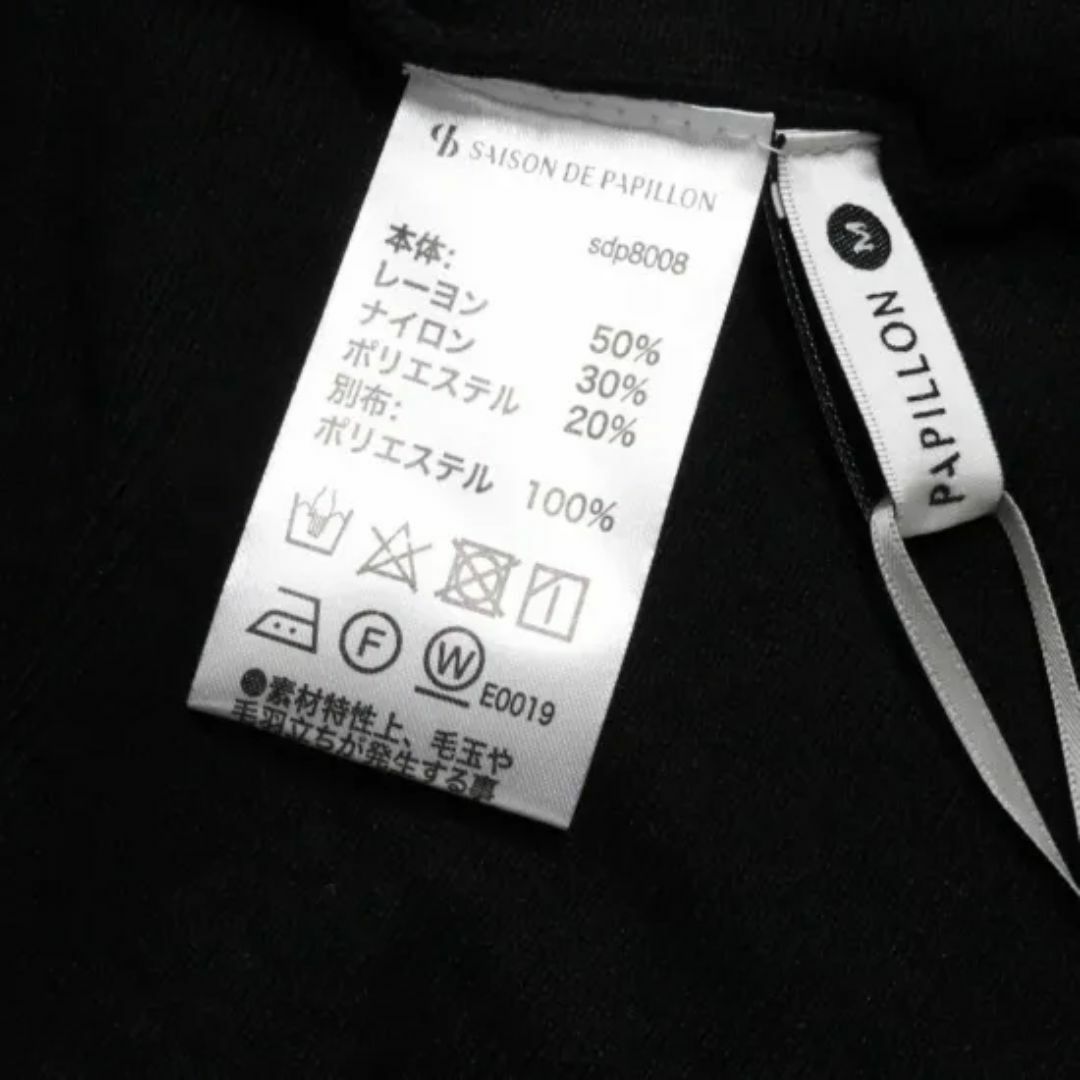 SAISON DE PAPILLON
sdp8008
本体:
レーヨン 50%
ナイロン 30%
ポリエステル 20%
別布:
ポリエステル 100%
F W E0019
●素材特性上、毛玉や
毛羽立ちが発生する事
M PAPILLON